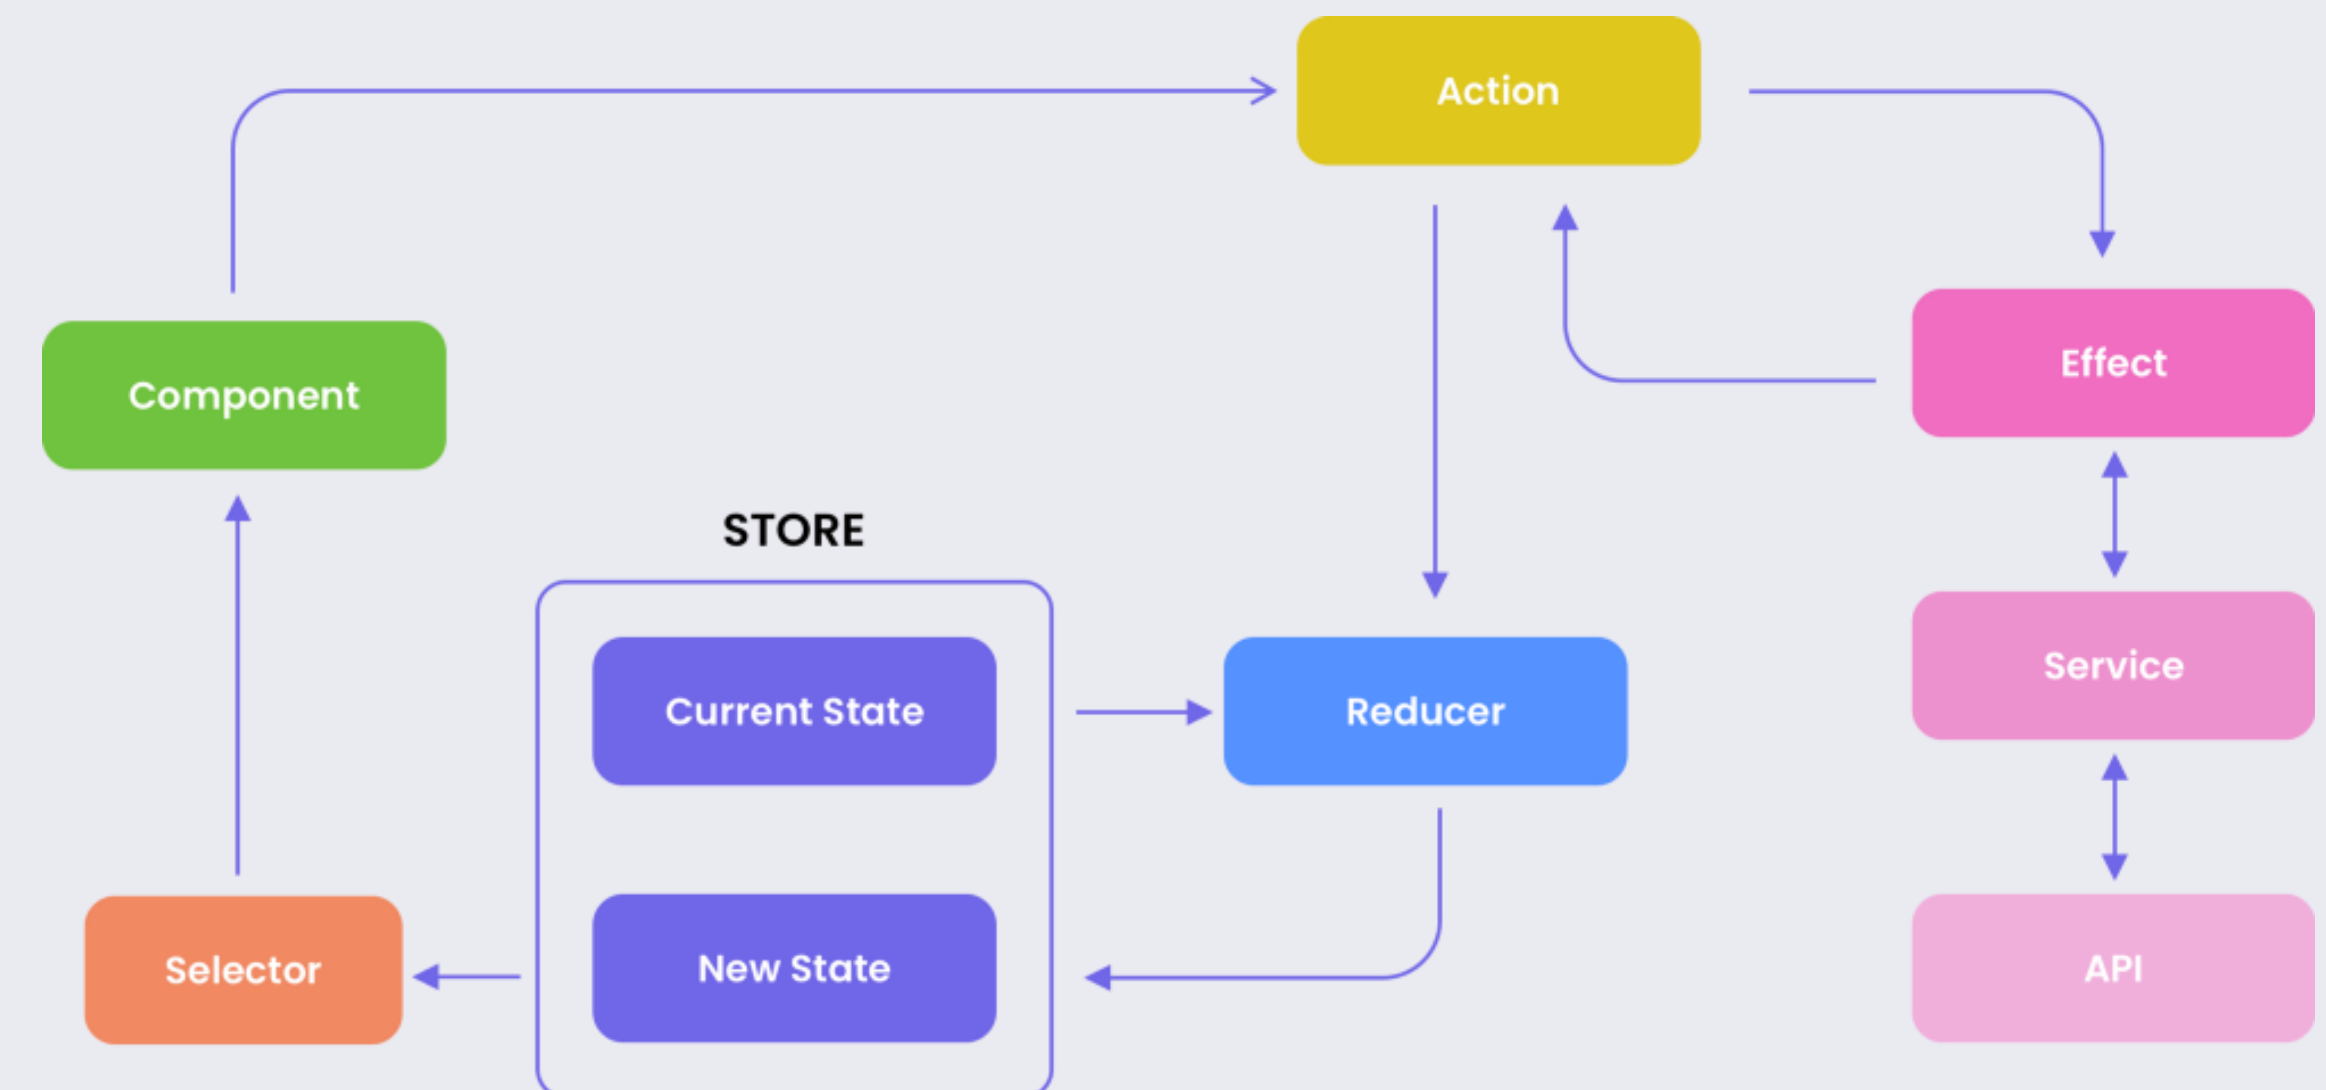 Action
Component
Effect
STORE
Current State
Reducer
Service
Selector
New State
API